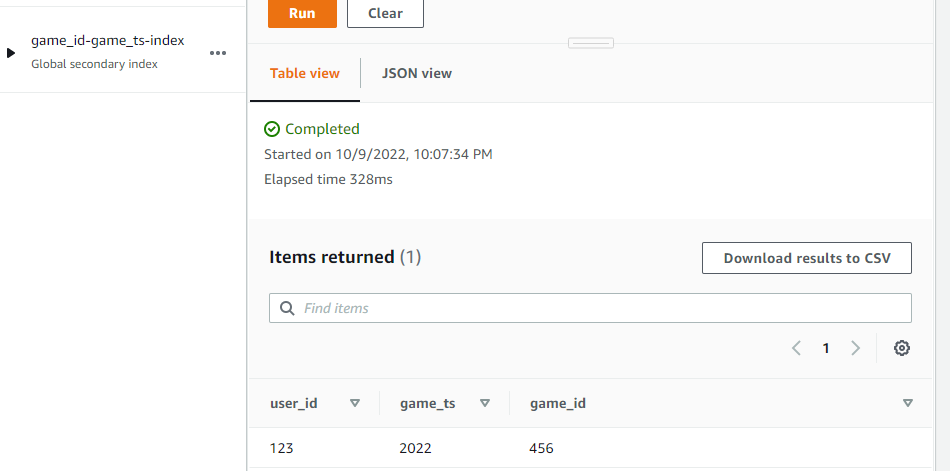 game_id-game_ts-index
•••
Global secondary index
Run Clear
Table view JSON view
Completed
Started on 10/9/2022, 10:07:34 PM
Elapsed time 328ms
Items returned (1) Download results to CSV
Find items
1
user_id game_ts game_id
123 2022 456